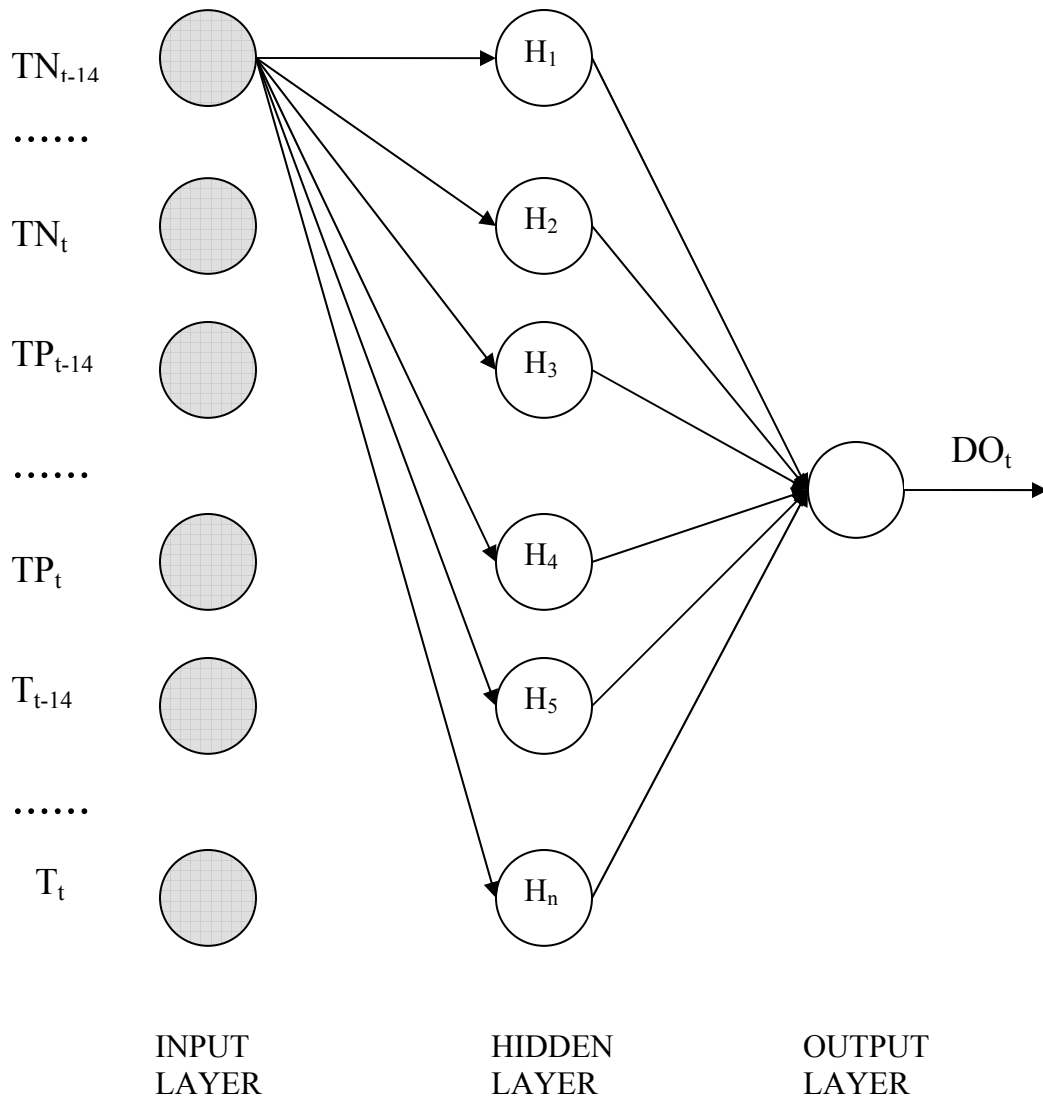 TNₜ₋₁₄
……
TNₜ
TPₜ₋₁₄
……
TPₜ
Tₜ₋₁₄
……
Tₜ
H₁
H₂
H₃
H₄
H₅
Hₙ
DOₜ
INPUT
LAYER
HIDDEN
LAYER
OUTPUT
LAYER